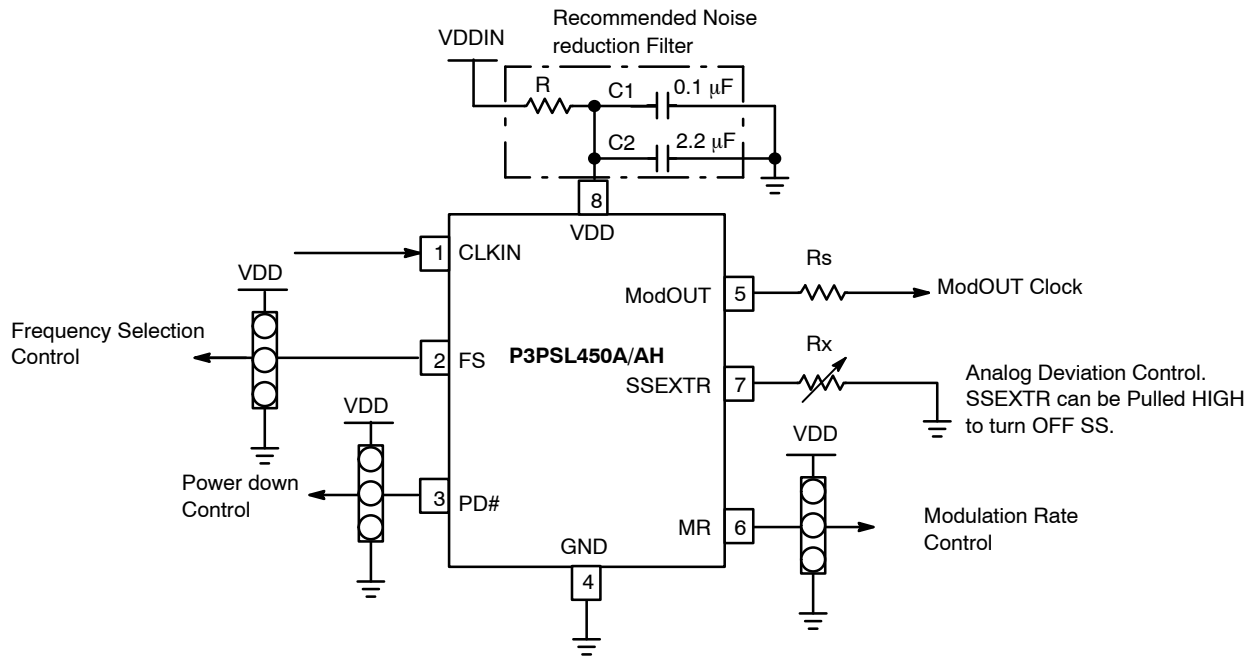 Recommended Noise
reduction Filter
VDDIN
R
C1
0.1 μF
C2
2.2 μF
8
VDD
1
CLKIN
VDD
Frequency Selection
Control
2
FS
P3PSL450A/AH
ModOUT
5
Rs
ModOUT Clock
SSEXTR
7
Rx
Analog Deviation Control.
SSEXTR can be Pulled HIGH
to turn OFF SS.
VDD
Power down
Control
3
PD#
VDD
MR
6
Modulation Rate
Control
GND
4